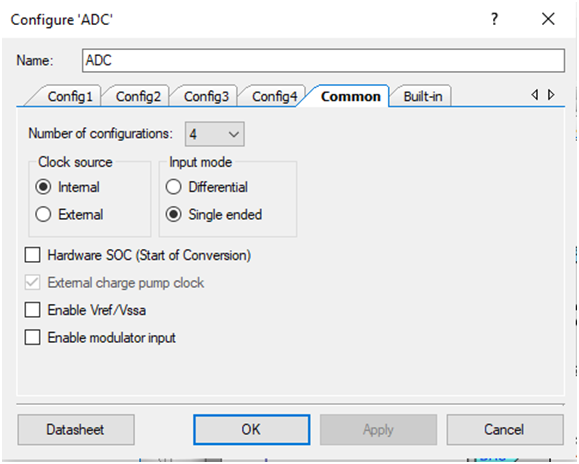 Configure 'ADC'
Name: ADC
Config1 Config2 Config3 Config4 Common Built-in
Number of configurations: 4
Clock source Input mode
Internal Differential
External Single ended
Hardware SOC (Start of Conversion)
External charge pump clock
Enable Vref/Vssa
Enable modulator input
Datasheet OK Apply Cancel